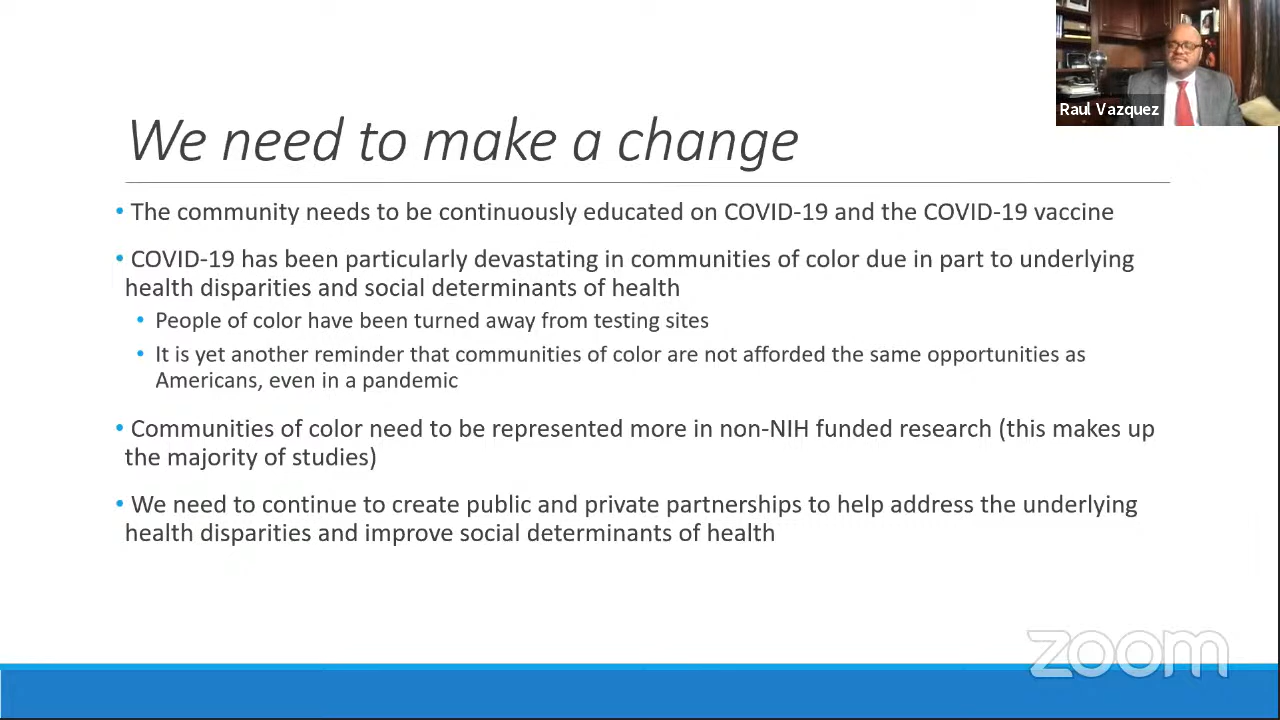 Raul Vazquez
We need to make a change
• The community needs to be continuously educated on COVID-19 and the COVID-19 vaccine
• COVID-19 has been particularly devastating in communities of color due in part to underlying
health disparities and social determinants of health
• People of color have been turned away from testing sites
• It is yet another reminder that communities of color are not afforded the same opportunities as
Americans, even in a pandemic
• Communities of color need to be represented more in non-NIH funded research (this makes up
the majority of studies)
• We need to continue to create public and private partnerships to help address the underlying
health disparities and improve social determinants of health
zoom